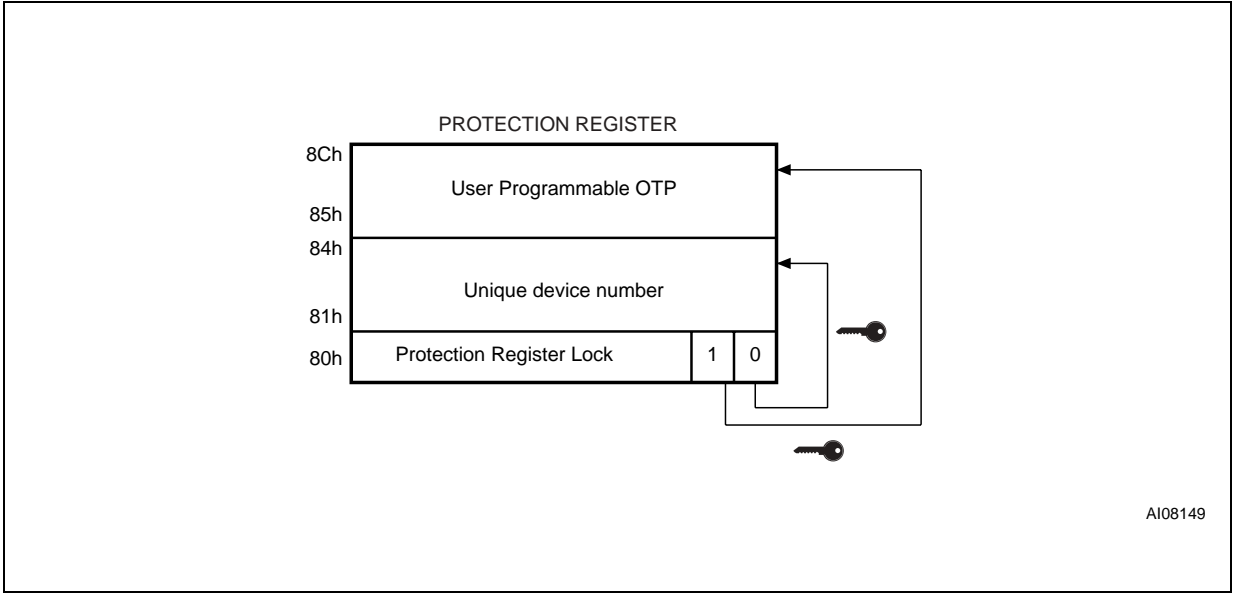 PROTECTION REGISTER
8Ch
User Programmable OTP
85h
84h
Unique device number
81h
80h Protection Register Lock 1 0
AI08149